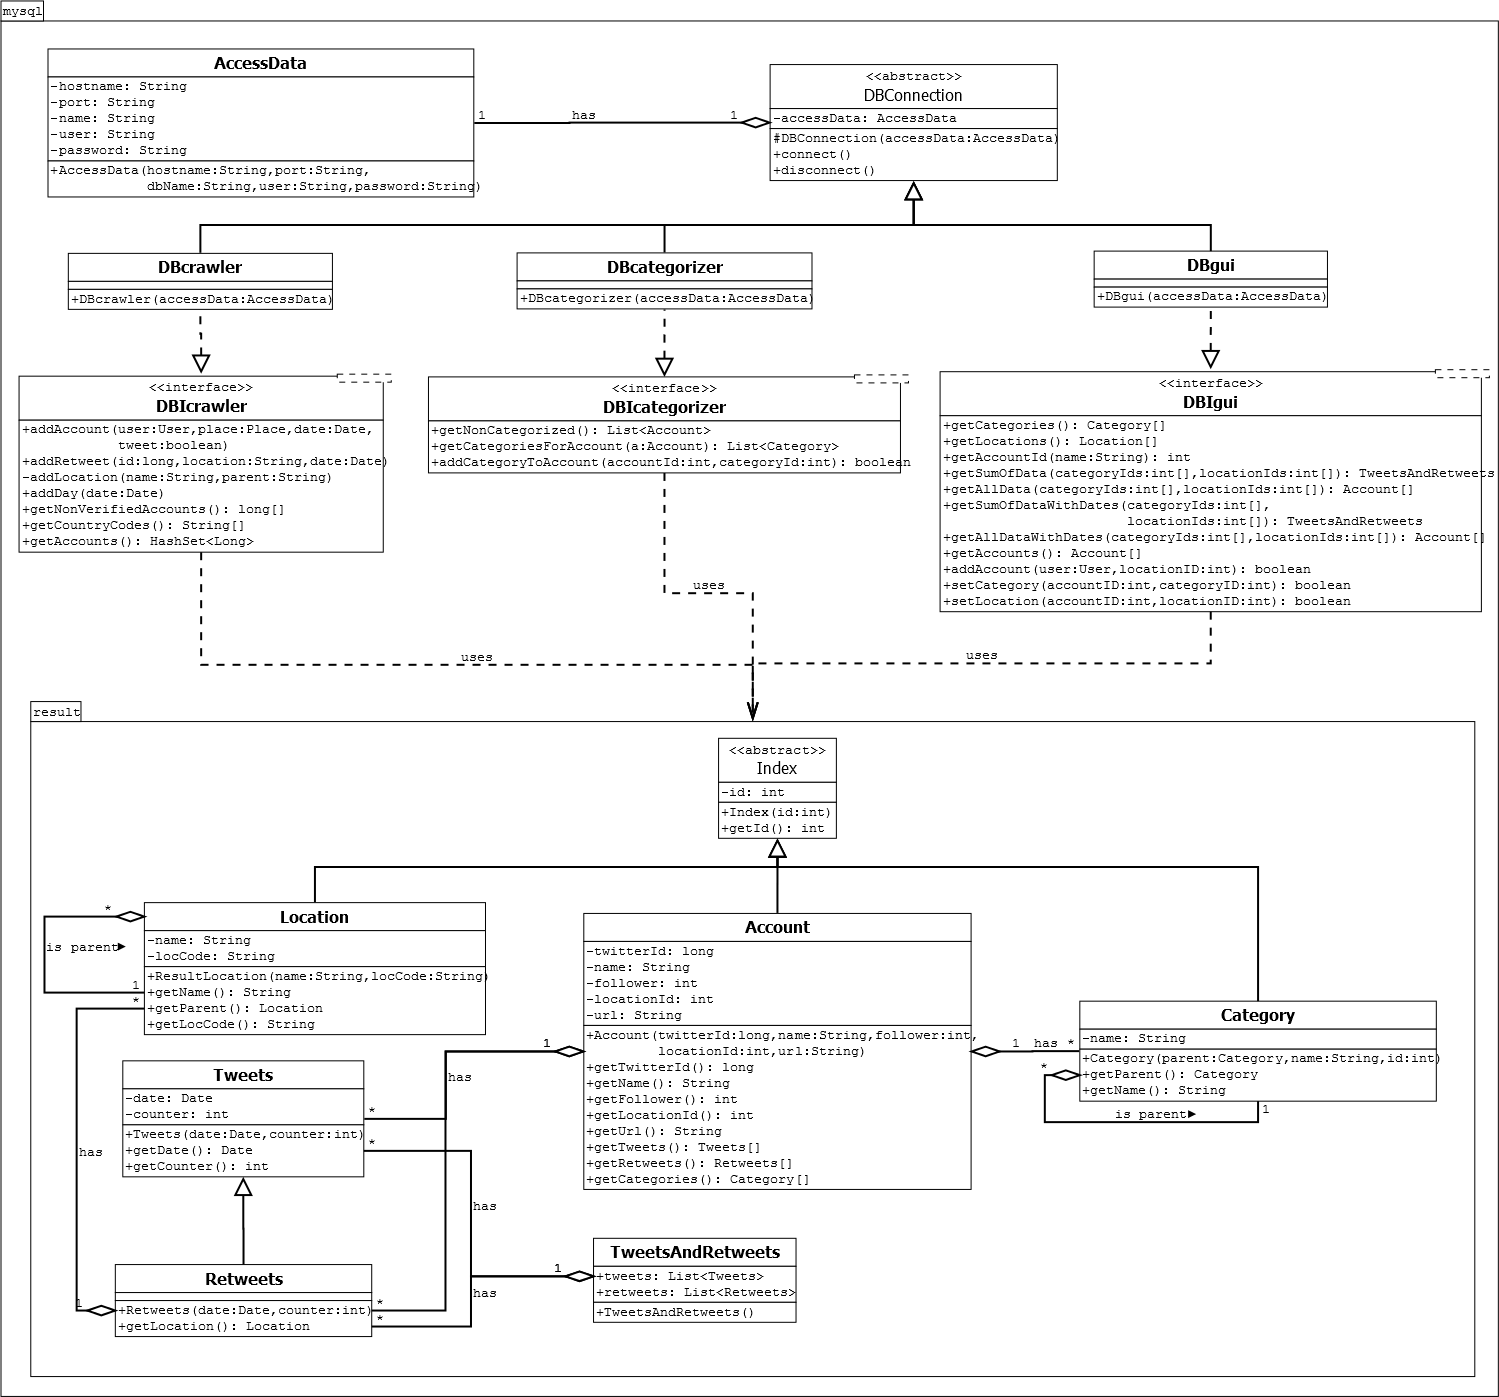 mysql
AccessData
-hostname: String
-port: String
-name: String
-user: String
-password: String
+AccessData(hostname:String,port:String,
dbName:String,user:String,password:String)
1 has 1
<<abstract>>
DBConnection
-accessData: AccessData
#DBConnection(accessData:AccessData)
+connect()
+disconnect()
DBcrawler
+DBcrawler(accessData:AccessData)
DBcategorizer
+DBcategorizer(accessData:AccessData)
DBgui
+DBgui(accessData:AccessData)
<<interface>>
DBIcrawler
+addAccount(user:User,place:Place,date:Date,
tweet:boolean)
+addRetweet(id:long,location:String,date:Date)
-addLocation(name:String,parent:String)
+addDay(date:Date)
+getNonVerifiedAccounts(): long[]
+getCountryCodes(): String[]
+getAccounts(): HashSet<Long>
<<interface>>
DBIcategorizer
+getNonCategorized(): List<Account>
+getCategoriesForAccount(a:Account): List<Category>
+addCategoryToAccount(accountId:int,categoryId:int): boolean
<<interface>>
DBIgui
+getCategories(): Category[]
+getLocations(): Location[]
+getAccountId(name:String): int
+getSumOfData(categoryIds:int[],locationIds:int[]): TweetsAndRetweets
+getAllData(categoryIds:int[],locationIds:int[]): Account[]
+getSumOfDataWithDates(categoryIds:int[],
locationIds:int[]): TweetsAndRetweets
+getAllDataWithDates(categoryIds:int[],locationIds:int[]): Account[]
+getAccounts(): Account[]
+addAccount(user:User,locationID:int): boolean
+setCategory(accountID:int,categoryID:int): boolean
+setLocation(accountID:int,locationID:int): boolean
uses
uses
uses
result
<<abstract>>
Index
-id: int
+Index(id:int)
+getId(): int
Location
-name: String
-locCode: String
+ResultLocation(name:String,locCode:String)
+getName(): String
+getParent(): Location
+getLocCode(): String
*
is parent▶
1
*
has
1
Account
-twitterId: long
-name: String
-follower: int
-locationId: int
-url: String
+Account(twitterId:long,name:String,follower:int,
locationId:int,url:String)
+getTwitterId(): long
+getName(): String
+getFollower(): int
+getLocationId(): int
+getUrl(): String
+getTweets(): Tweets[]
+getRetweets(): Retweets[]
+getCategories(): Category[]
1 has *
Category
-name: String
+Category(parent:Category,name:String,id:int)
+getParent(): Category
+getName(): String
*
is parent▶
1
Tweets
-date: Date
-counter: int
+Tweets(date:Date,counter:int)
+getDate(): Date
+getCounter(): int
1
has
*
*
has
Retweets
+Retweets(date:Date,counter:int)
+getLocation(): Location
*
*
has
1
TweetsAndRetweets
+tweets: List<Tweets>
+retweets: List<Retweets>
+TweetsAndRetweets()